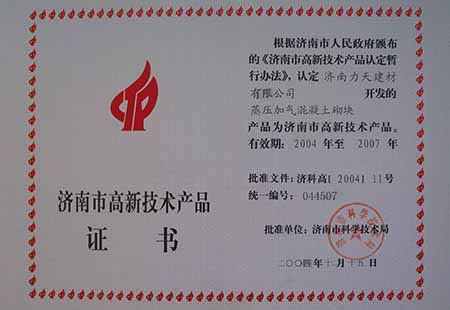 济南市高新技术产品
证 书
根据济南市人民政府颁布
的《济南市高新技术产品认定暂
行办法》，认定 济南力天建材
有限公司 开发的
蒸压加气混凝土砌块
产品为济南市高新技术产品。
有效期：2004 年至 2007 年
批准文件：济科高[2004] 11号
统一编号：044507
批准单位：济南市科学技术局
二〇〇四年十月十五日